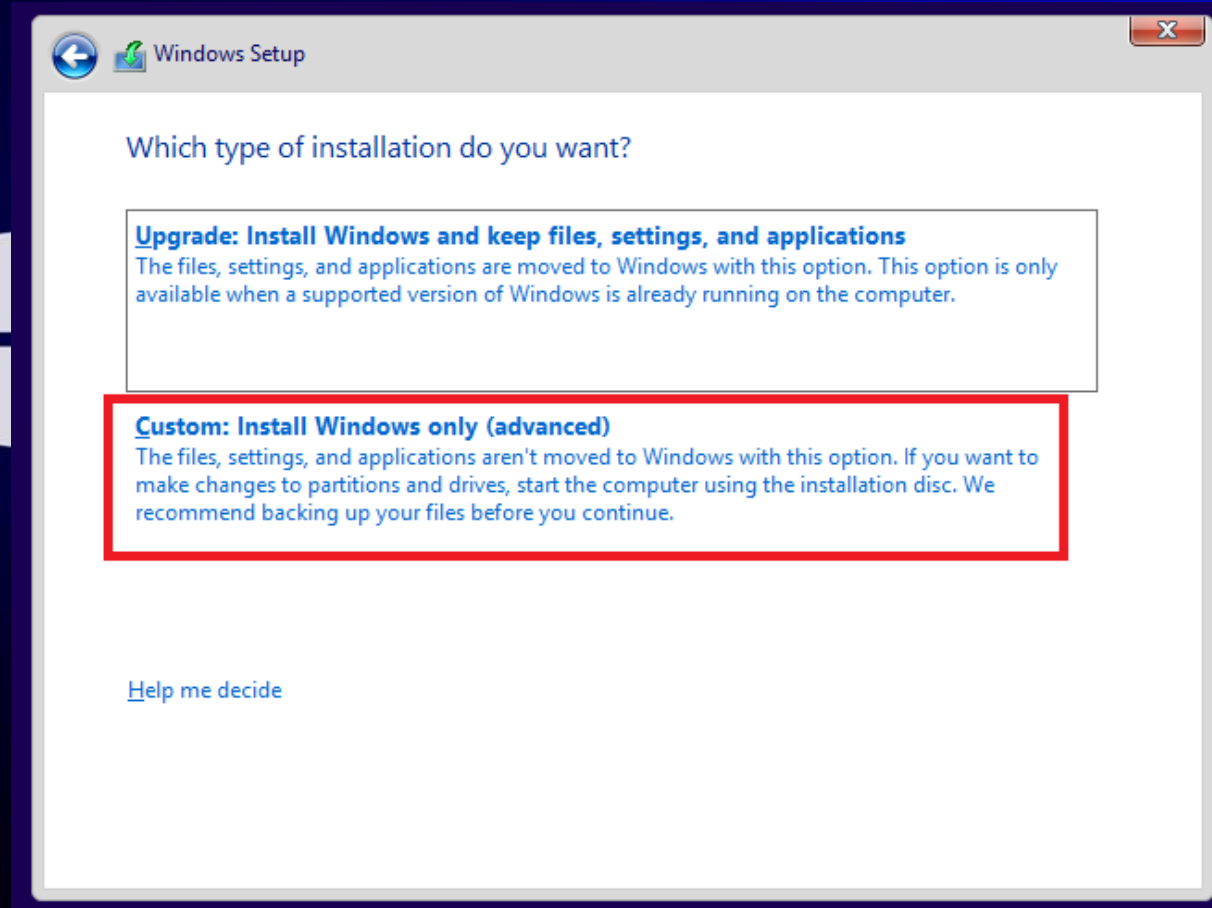 Windows Setup
Which type of installation do you want?
Upgrade: Install Windows and keep files, settings, and applications
The files, settings, and applications are moved to Windows with this option. This option is only
available when a supported version of Windows is already running on the computer.
Custom: Install Windows only (advanced)
The files, settings, and applications aren't moved to Windows with this option. If you want to
make changes to partitions and drives, start the computer using the installation disc. We
recommend backing up your files before you continue.
Help me decide